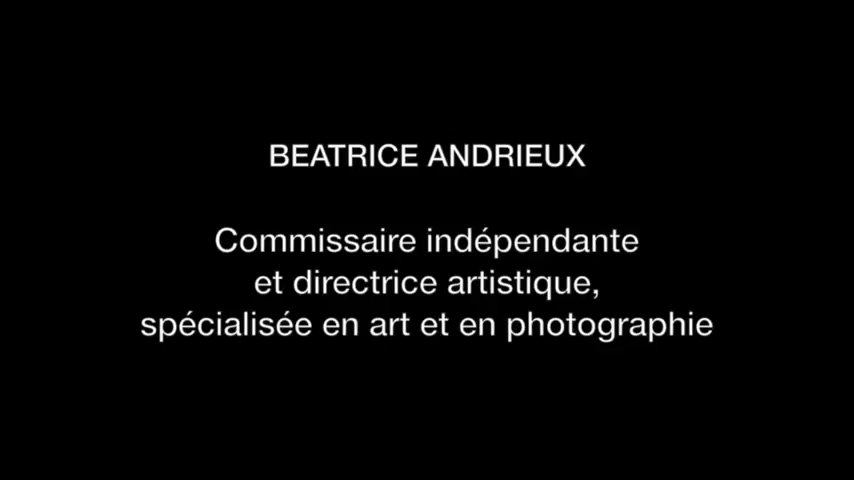 BEATRICE ANDRIEUX
Commissaire indépendante
et directrice artistique,
spécialisée en art et en photographie